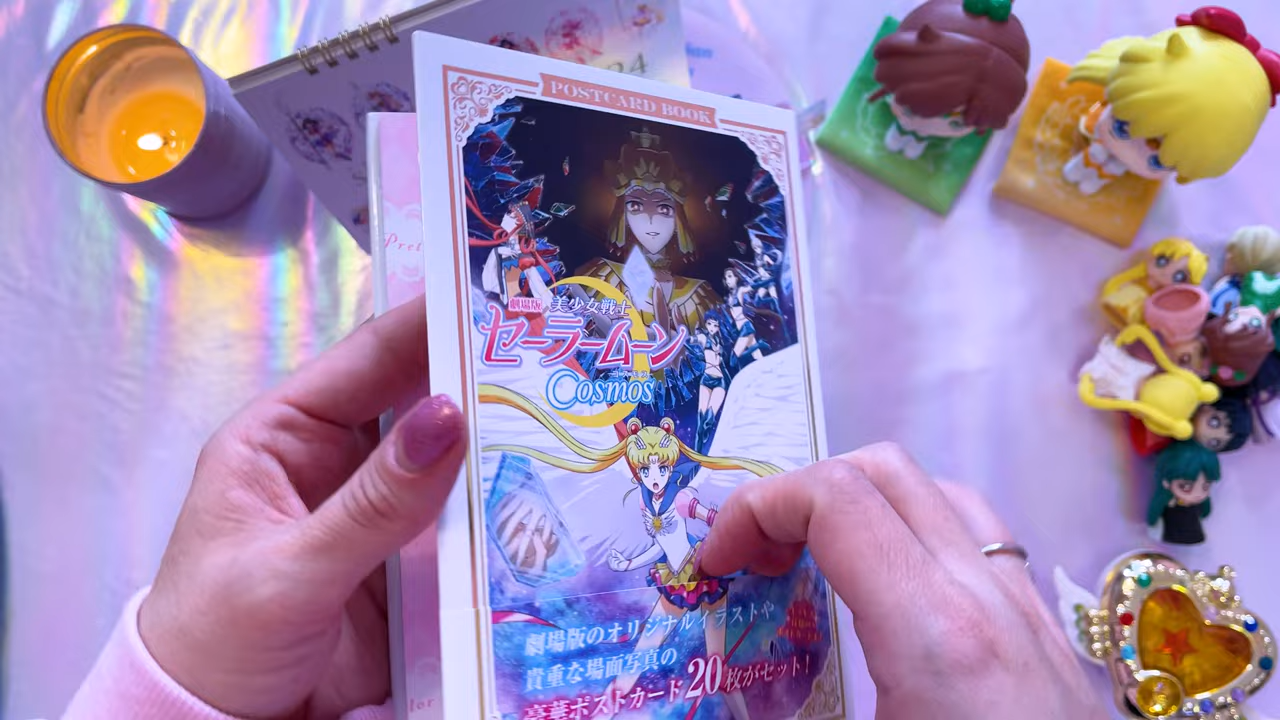 24
POSTCARD BOOK
Pret
劇場版 美少女戦士
セーラームーン
Cosmos
劇場版のオリジナルイラストや
貴重な場面写真の
豪華ポストカード20枚がセット!
lor